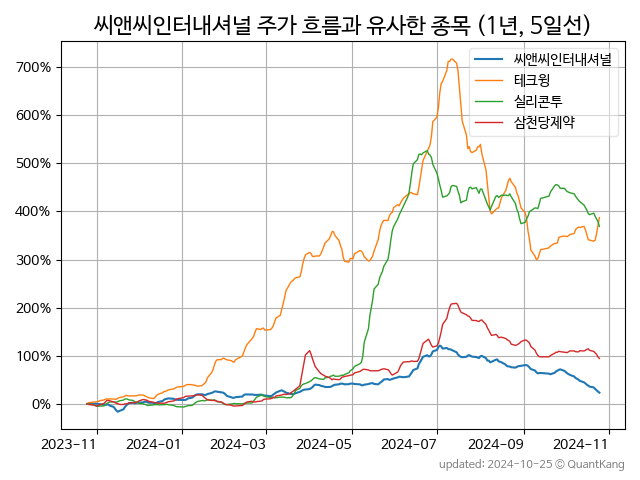 씨앤씨인터내셔널 주가 흐름과 유사한 종목 (1년, 5일선)
씨앤씨인터내셔널
테크윙
실리콘투
삼천당제약
700%
600%
500%
400%
300%
200%
100%
0%
2023-11
2024-01
2024-03
2024-05
2024-07
2024-09
2024-11
updated: 2024-10-25 © QuantKang